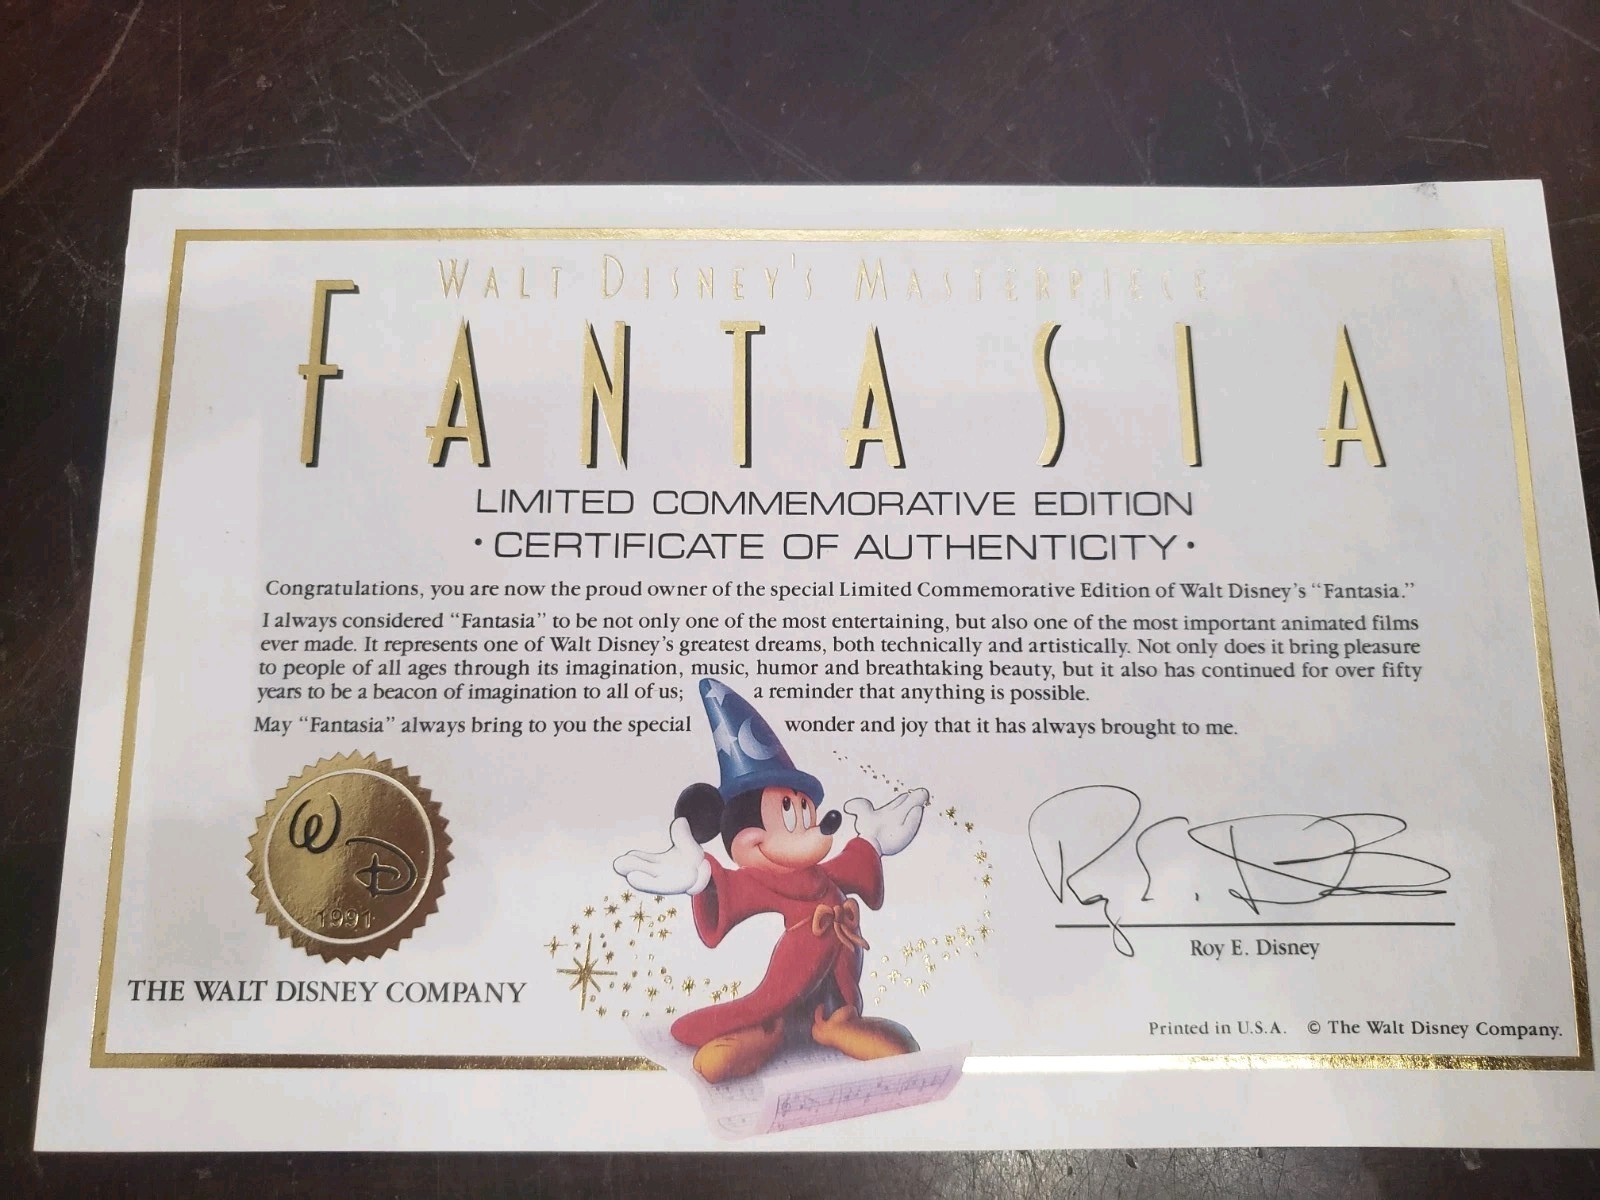 WALT DISNEY'S MASTERPIECE
FANTASIA
LIMITED COMMEMORATIVE EDITION
• CERTIFICATE OF AUTHENTICITY •
Congratulations, you are now the proud owner of the special Limited Commemorative Edition of Walt Disney's "Fantasia."
I always considered "Fantasia" to be not only one of the most entertaining, but also one of the most important animated films
ever made. It represents one of Walt Disney's greatest dreams, both technically and artistically. Not only does it bring pleasure
to people of all ages through its imagination, music, humor and breathtaking beauty, but it also has continued for over fifty
years to be a beacon of imagination to all of us; a reminder that anything is possible.
May "Fantasia" always bring to you the special wonder and joy that it has always brought to me.
W
D
1991
THE WALT DISNEY COMPANY
Roy E. Disney
Roy E. Disney
Printed in U.S.A. © The Walt Disney Company.